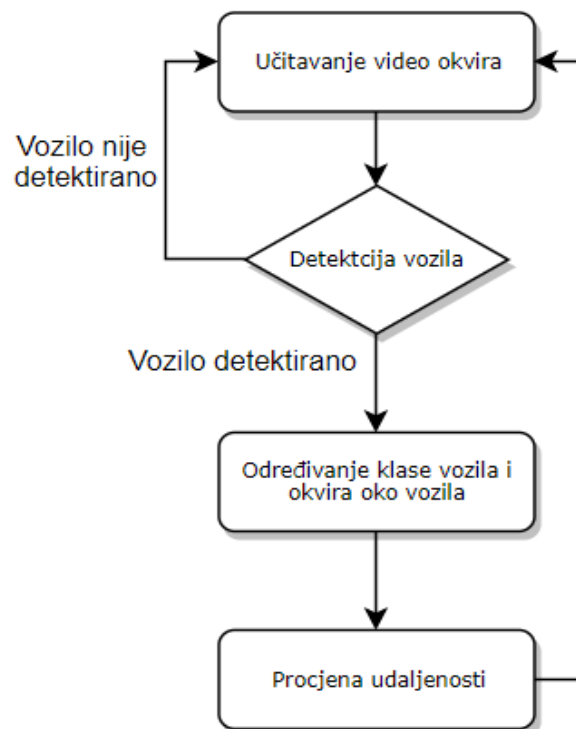 Učitavanje video okvira
Vozilo nije
detektirano
Detektcija vozila
Vozilo detektirano
Određivanje klase vozila i
okvira oko vozila
Procjena udaljenosti